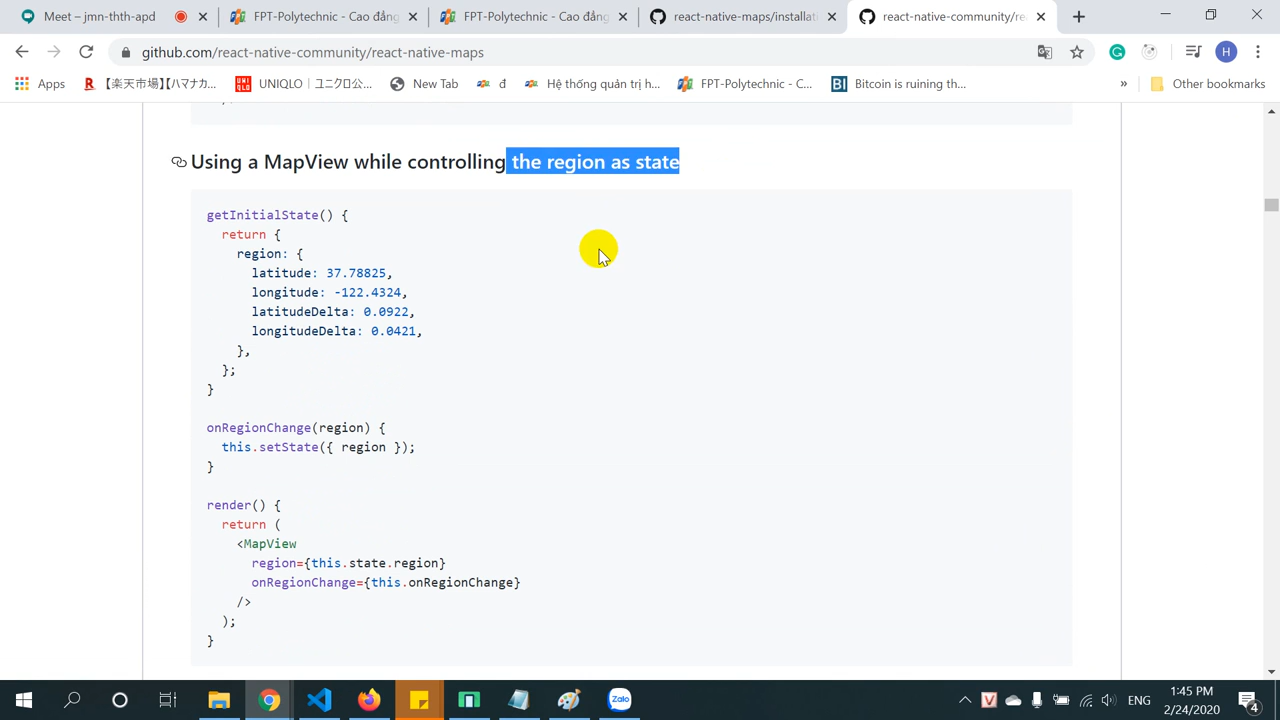 Meet – jmn-thth-apd
FPT-Polytechnic - Cao đẳng
FPT-Polytechnic - Cao đẳng
react-native-maps/installat
react-native-community/rea
github.com/react-native-community/react-native-maps
H
Apps
【楽天市場】【ハマナカ...
UNIQLO | ユニクロ公...
New Tab
đ
Hệ thống quản trị h...
FPT-Polytechnic - C...
Bitcoin is ruining th...
»
Other bookmarks
Using a MapView while controlling the region as state
getInitialState() {
return {
region: {
latitude: 37.78825,
longitude: -122.4324,
latitudeDelta: 0.0922,
longitudeDelta: 0.0421,
},
};
}
onRegionChange(region) {
this.setState({ region });
}
render() {
return (
<MapView
region={this.state.region}
onRegionChange={this.onRegionChange}
/>
);
}
Zalo
ENG
1:45 PM
2/24/2020
4